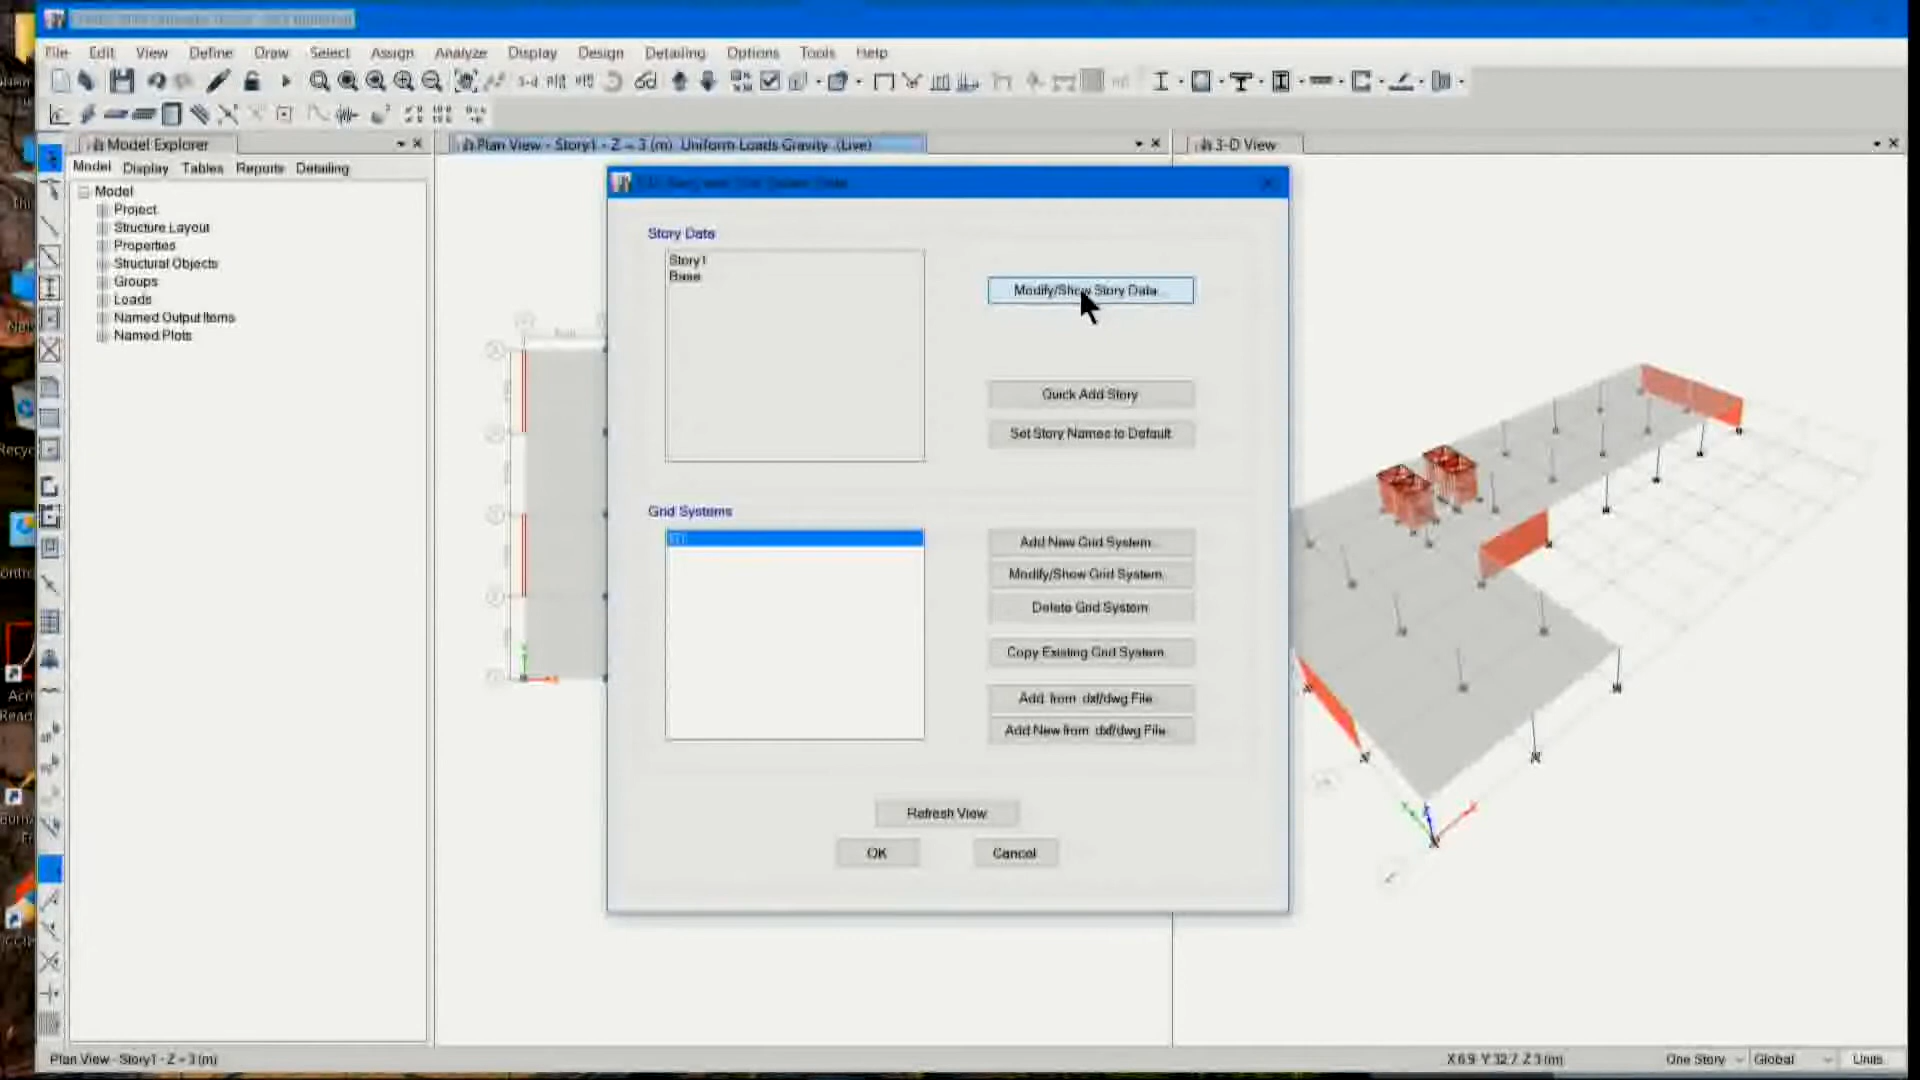 File Edit View Define Draw Select Assign Analyze Display Design Detailing Options Tools Help
Model Explorer
Plan View - Story1 - Z = 3 (m) Uniform Loads Gravity (Live)
3-D View
Model Display Tables Reports Detailing
Model
Project
Structure Layout
Properties
Structural Objects
Groups
Loads
Named Output Items
Named Plots
Story Data
Story1
Base
Modify/Show Story Data...
Quick Add Story
Set Story Names to Default
Grid Systems
Add New Grid System...
Modify/Show Grid System...
Delete Grid System
Copy Existing Grid System...
Add from .dxf/dwg File...
Add New from .dxf/dwg File...
Refresh View
OK Cancel
Plan View - Story1 - Z = 3 (m)
X 6.9 Y 32.7 Z 3 (m)
One Story
Global
Units...